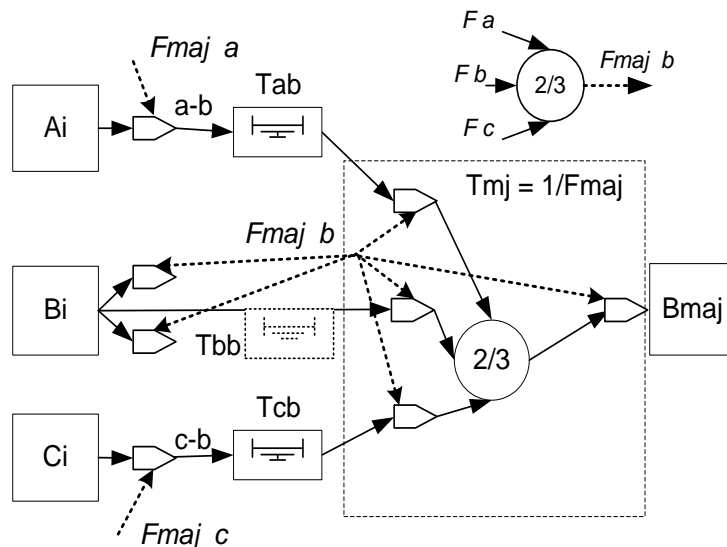 Fmaj a
F a
F b
F c
2/3
Fmaj b
Ai
a-b
Tab
Tmj = 1/Fmaj
Fmaj b
Bi
Tbb
2/3
Bmaj
Tcb
Ci
c-b
Fmaj c